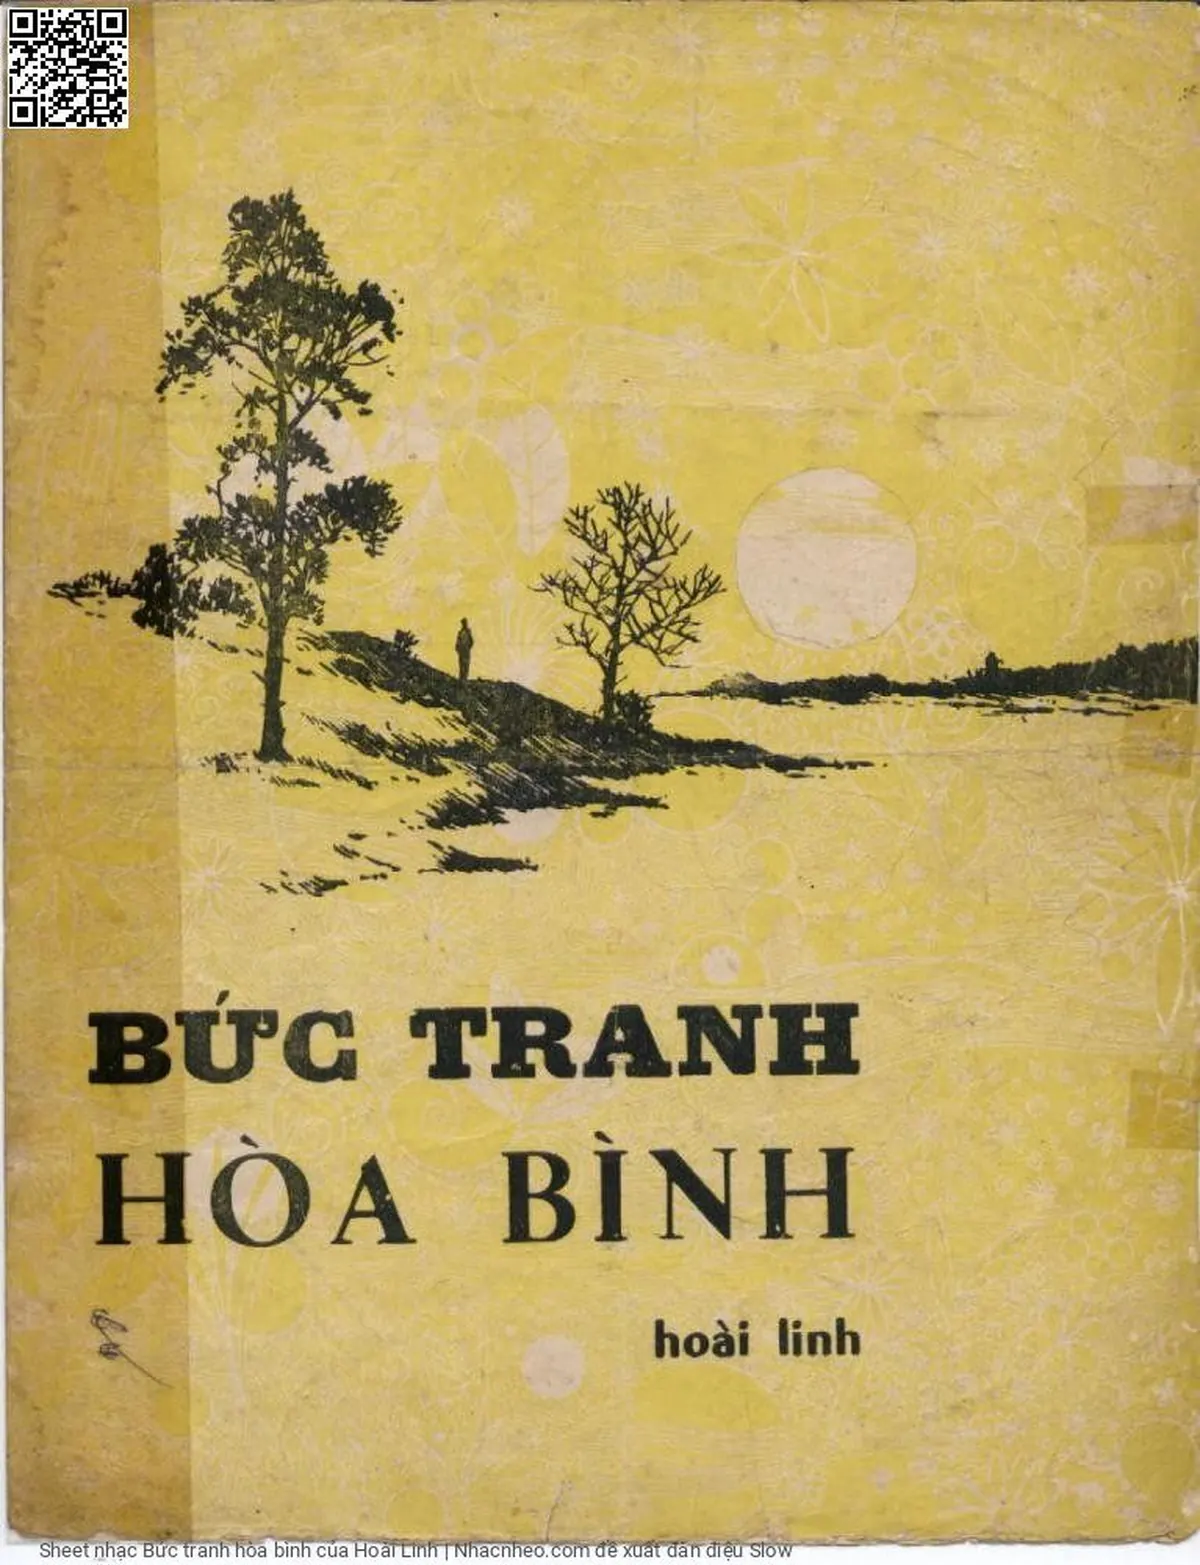 BỨC TRANH
HÒA BÌNH
hoài linh
Sheet nhạc Bức tranh hòa bình của Hoài Linh | Nhacnheo.com đề xuất đàn điệu Slow